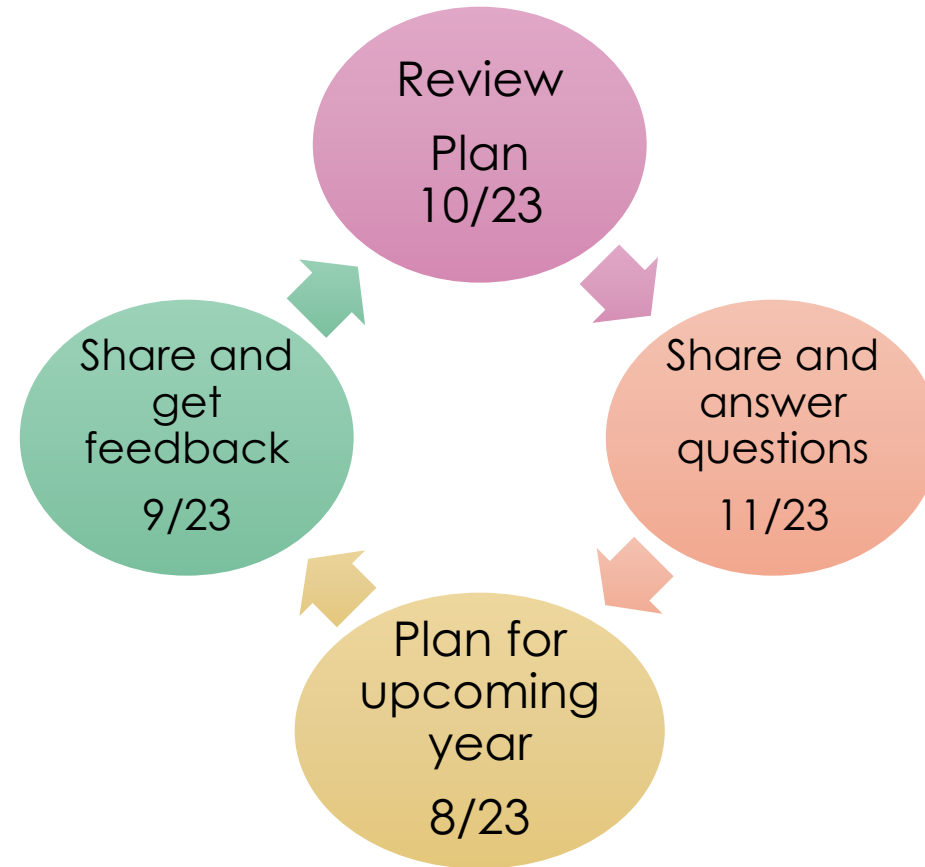 Review
Plan
10/23
Share and
get
feedback
9/23
Share and
answer
questions
11/23
Plan for
upcoming
year
8/23